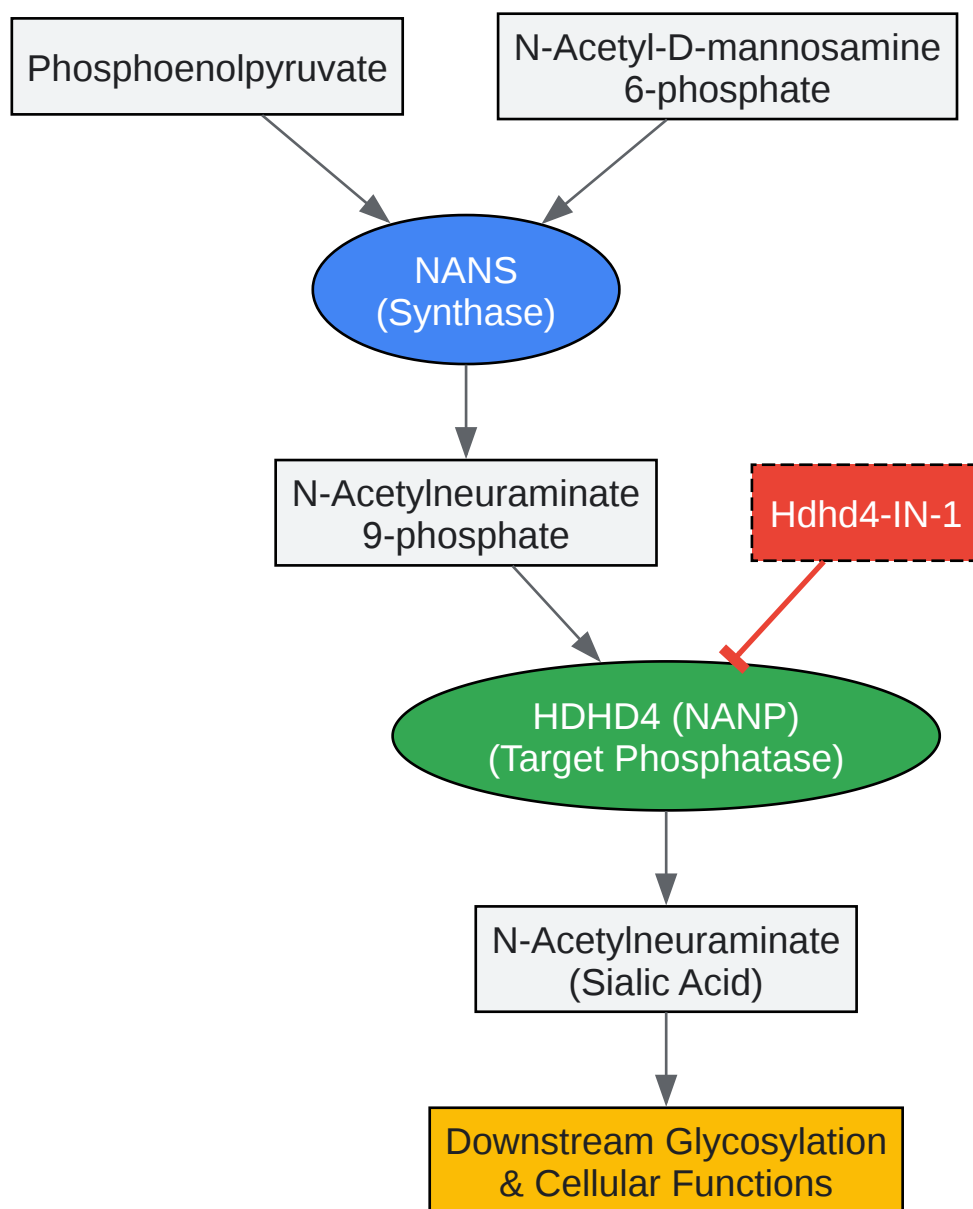 Phosphoenolpyruvate
N-Acetyl-D-mannosamine
6-phosphate
NANS
(Synthase)
N-Acetylneuraminate
9-phosphate
Hdhd4-IN-1
HDHD4 (NANP)
(Target Phosphatase)
N-Acetylneuraminate
(Sialic Acid)
Downstream Glycosylation
& Cellular Functions